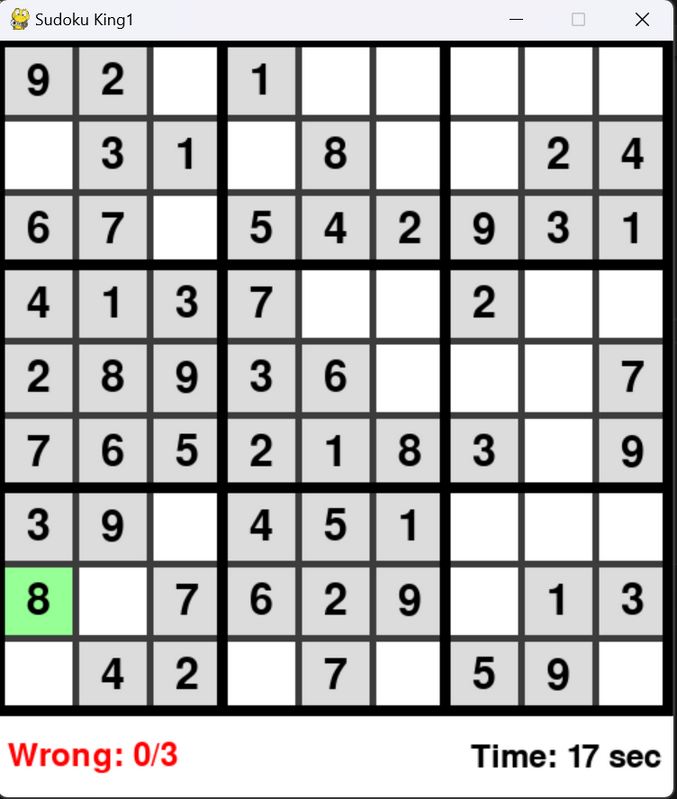 Sudoku King1
9 2 1
3 1 8 2 4
6 7 5 4 2 9 3 1
4 1 3 7 2
2 8 9 3 6 7
7 6 5 2 1 8 3 9
3 9 4 5 1
8 7 6 2 9 1 3
4 2 7 5 9
Wrong: 0/3 Time: 17 sec